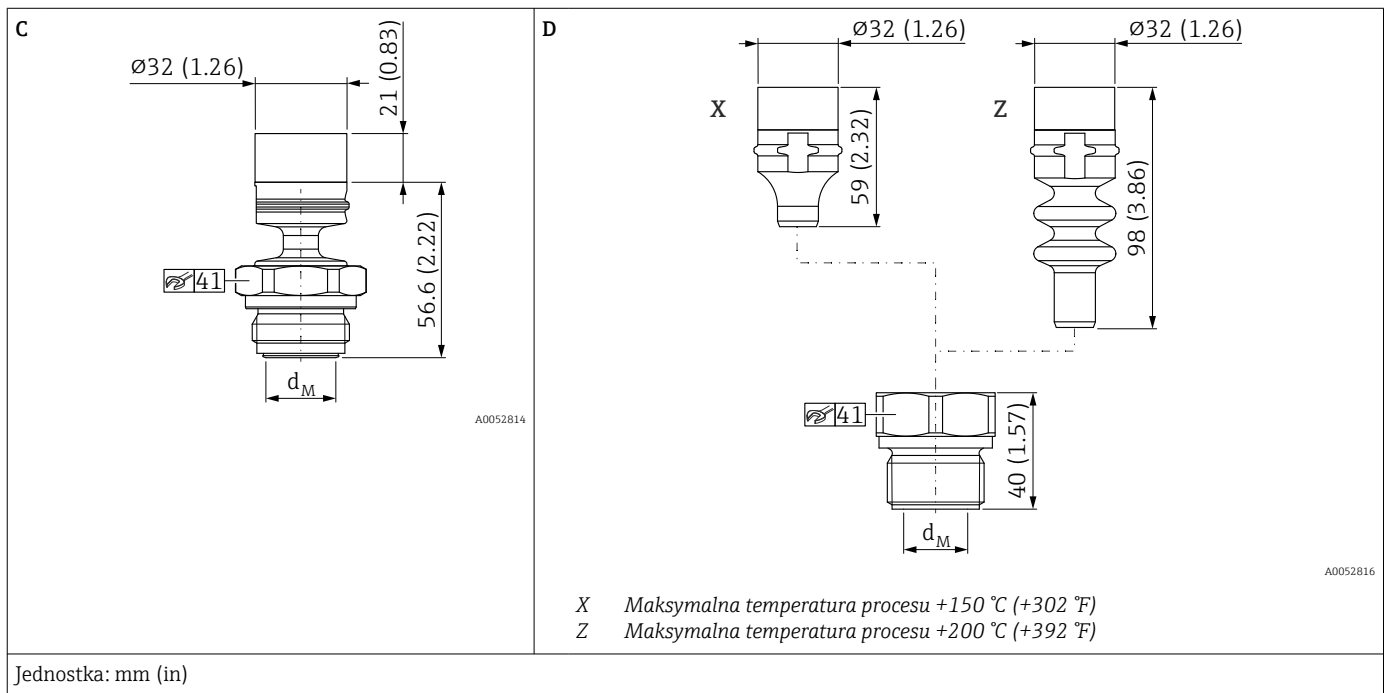 C
Ø32 (1.26)
21 (0.83)
56.6 (2.22)
41
dM
A0052814
D
Ø32 (1.26)
Ø32 (1.26)
X
Z
59 (2.32)
98 (3.86)
41
40 (1.57)
dM
A0052816
X Maksymalna temperatura procesu +150 °C (+302 °F)
Z Maksymalna temperatura procesu +200 °C (+392 °F)
Jednostka: mm (in)